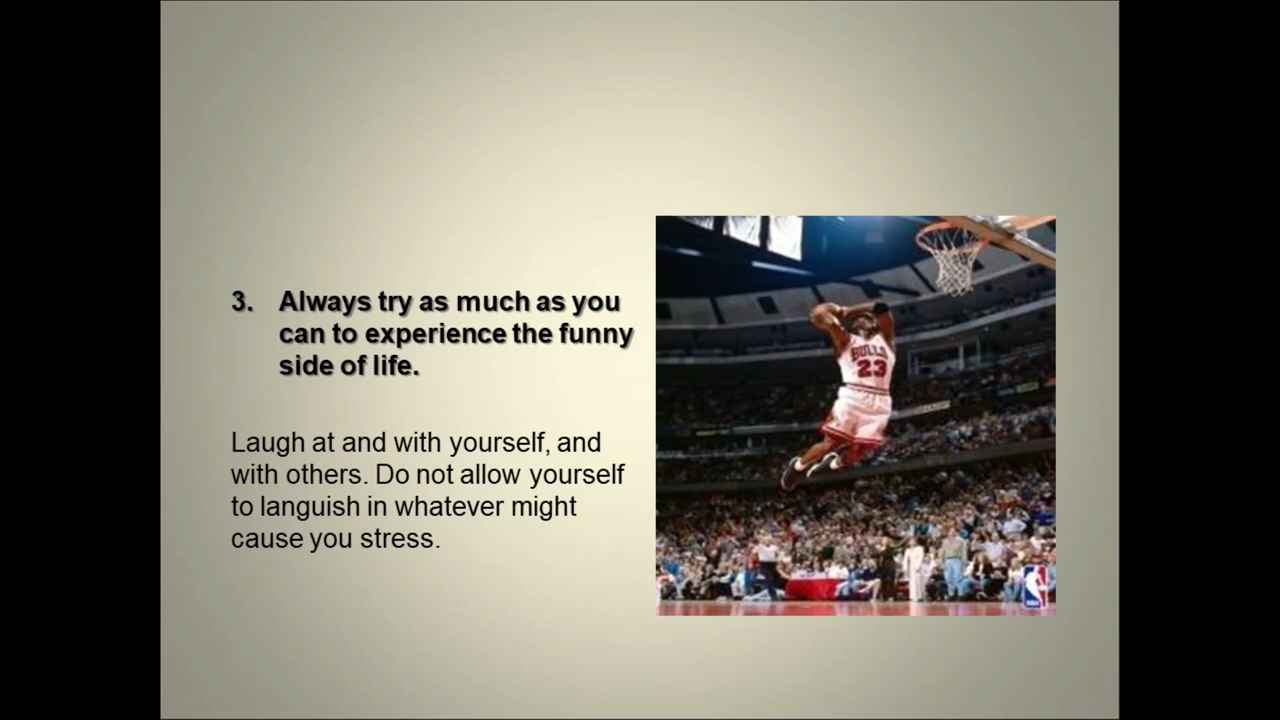 3. Always try as much as you
can to experience the funny
side of life.
Laugh at and with yourself, and
with others. Do not allow yourself
to languish in whatever might
cause you stress.
BULLS
23